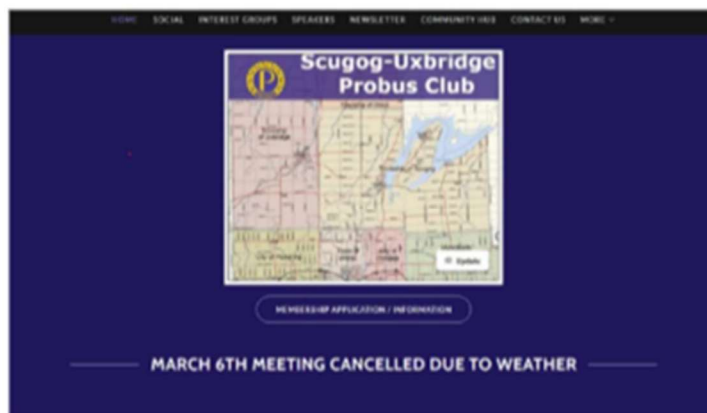 HOME SOCIAL INTEREST GROUPS SPEAKERS NEWSLETTER COMMUNITY HUB CONTACT US MORE
Scugog-Uxbridge
Probus Club
P
Update
MEMBERSHIP APPLICATION / INFORMATION
MARCH 6TH MEETING CANCELLED DUE TO WEATHER